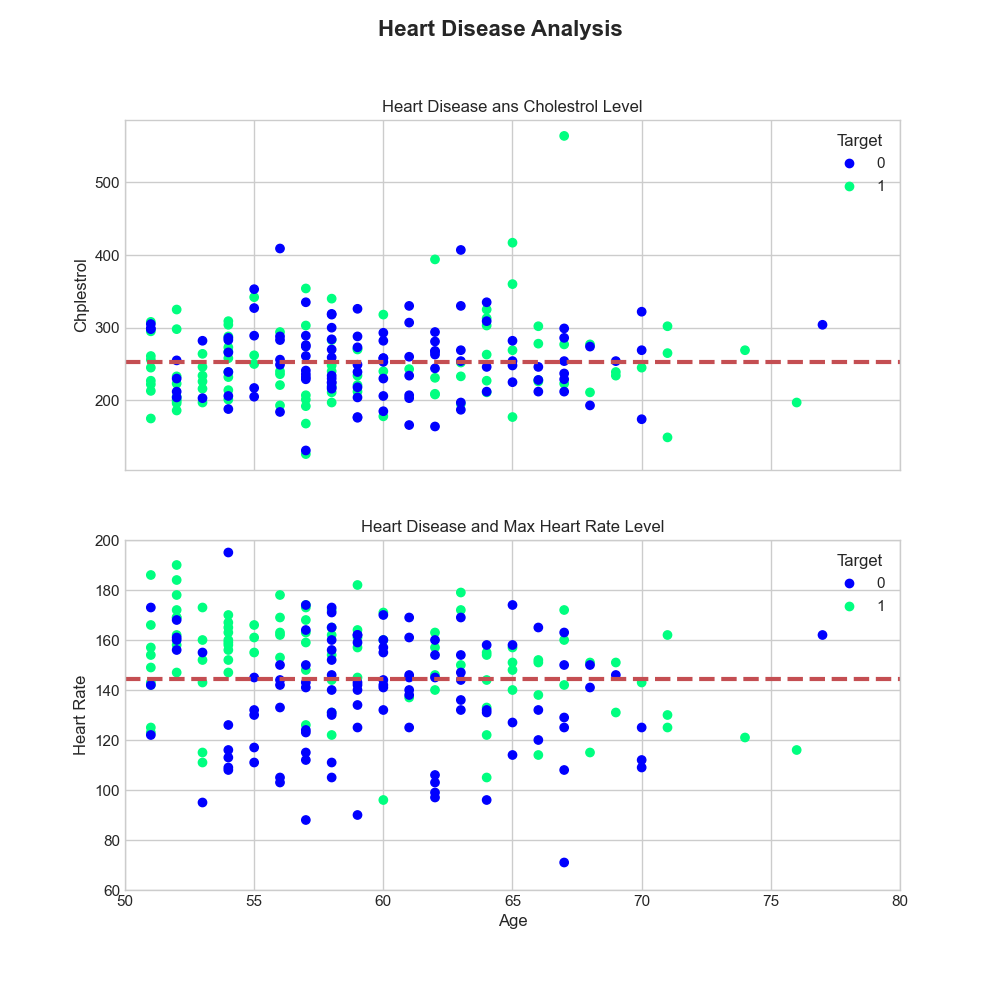 Heart Disease Analysis
Heart Disease ans Cholestrol Level
Target
0
1
500
400
300
200
Chplestrol
Heart Disease and Max Heart Rate Level
Target
0
1
200
180
160
140
120
100
80
60
Heart Rate
50 55 60 65 70 75 80
Age